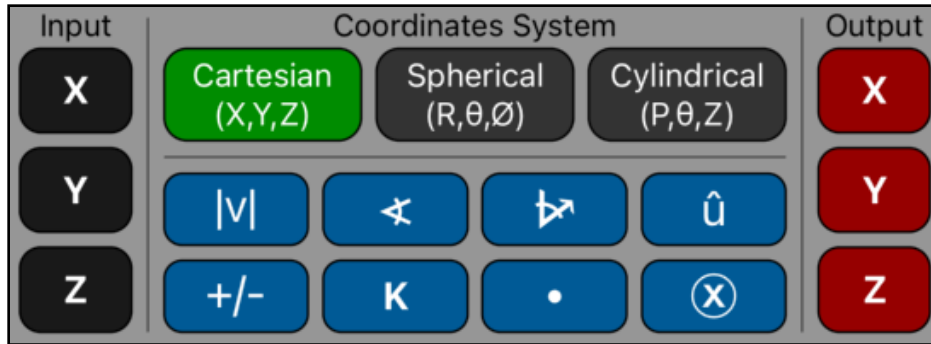 Input
Coordinates System
Output
X
Cartesian
(X,Y,Z)
Spherical
(R,θ,Ø)
Cylindrical
(P,θ,Z)
X
Y
|v|
∢
û
Y
Z
+/-
K
•
ⓧ
Z